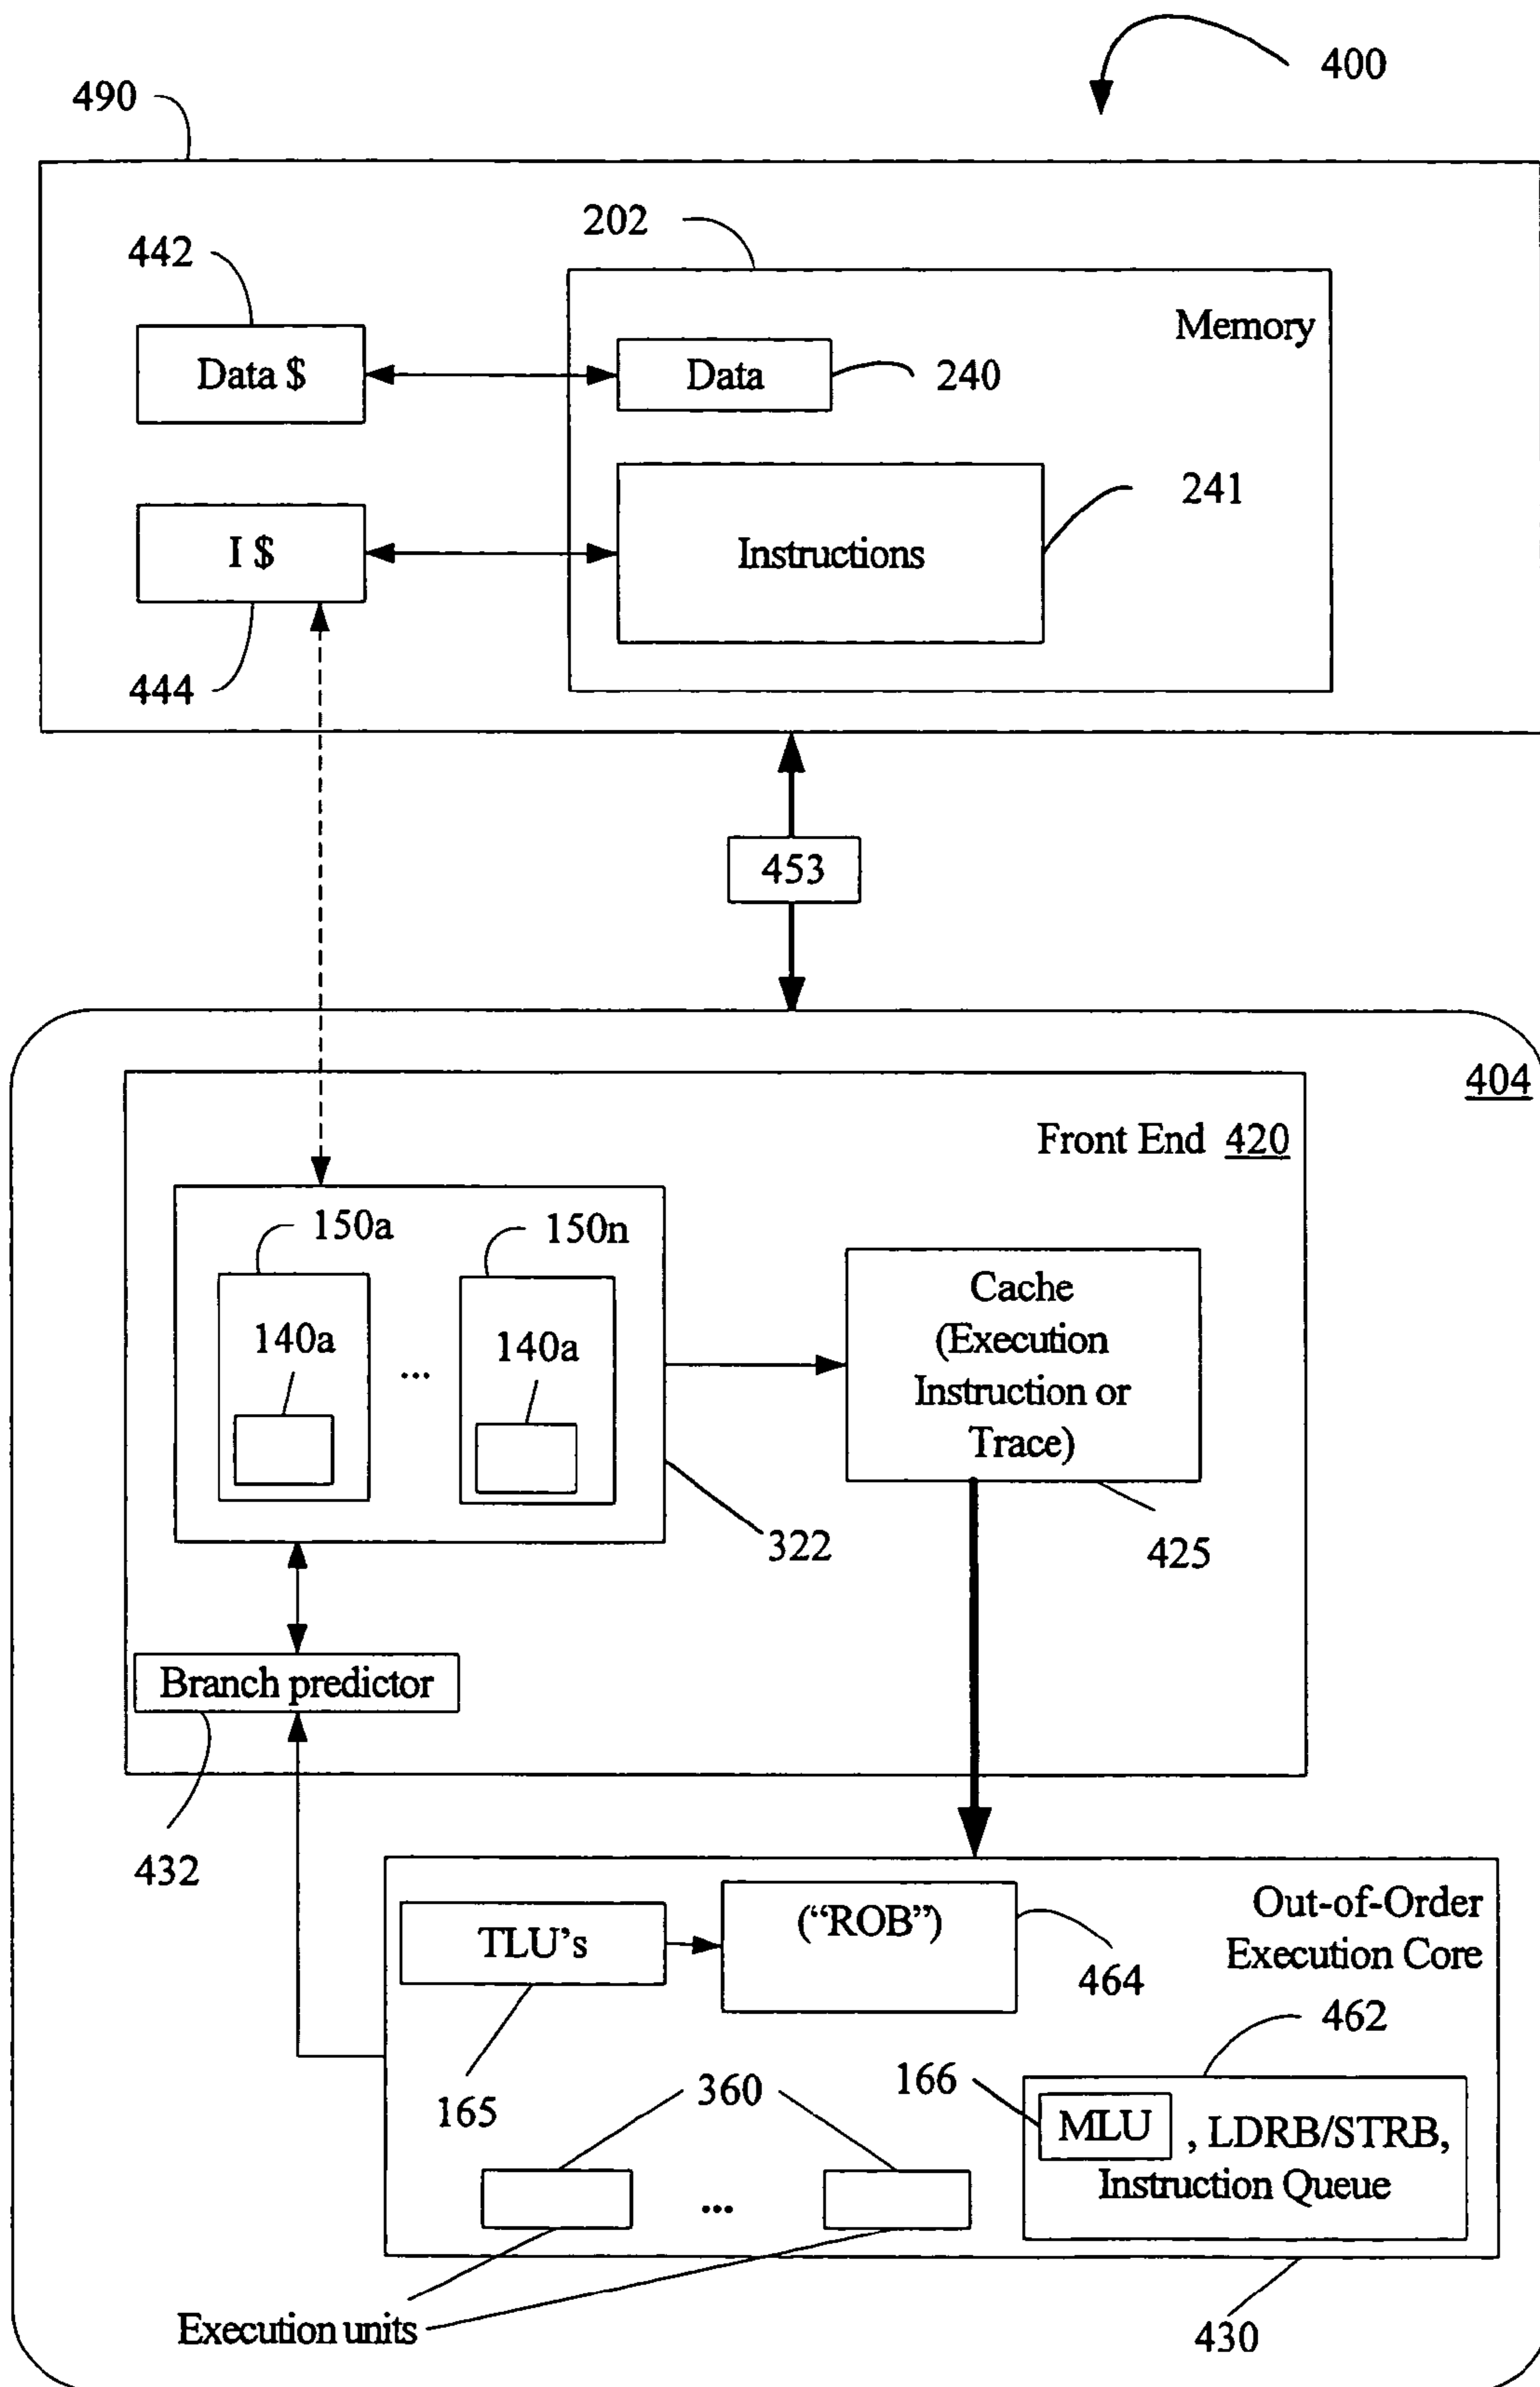 400
490
202
442
Memory
Data $
Data
240
241
I $
Instructions
444
453
404
Front End 420
150a
150n
140a
140a
...
Cache
(Execution
Instruction or
Trace)
322
425
Branch predictor
432
TLU's
("ROB")
Out-of-Order
Execution Core
464
462
165
360
166
MLU
, LDRB/STRB,
Instruction Queue
...
Execution units
430